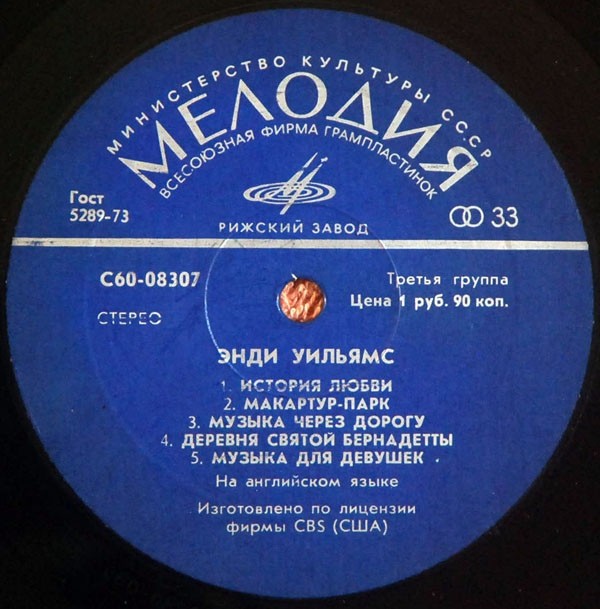 МИНИСТЕРСТВО КУЛЬТУРЫ СССР
МЕЛОДИЯ
ВСЕСОЮЗНАЯ ФИРМА ГРАМПЛАСТИНОК
Гост
5289-73
РИЖСКИЙ ЗАВОД
33
С60-08307
СТЕРЕО
Третья группа
Цена 1 руб. 90 коп.
ЭНДИ УИЛЬЯМС
1. ИСТОРИЯ ЛЮБВИ
2. МАКАРТУР-ПАРК
3. МУЗЫКА ЧЕРЕЗ ДОРОГУ
4. ДЕРЕВНЯ СВЯТОЙ БЕРНАДЕТТЫ
5. МУЗЫКА ДЛЯ ДЕВУШЕК
На английском языке
Изготовлено по лицензии
фирмы CBS (США)